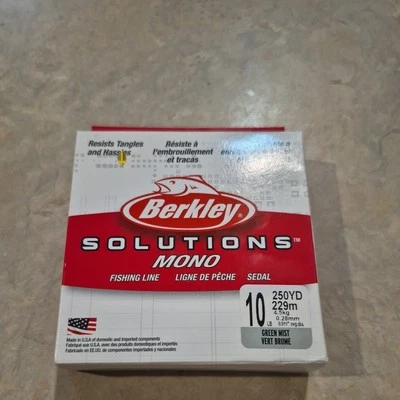 Resists Tangles
and Hassles
Résiste à
l'embrouillement
et tracas
Berkley
SOLUTIONS™
MONO
FISHING LINE LIGNE DE PÊCHE SEDAL
10 LB
250YD
229m
4.5kg
0.28mm
GREEN MIST
VERT BRUME
Made in U.S.A of domestic and imported components
Fabriqué aux U.S.A. avec des produits domestiques et importés
Fabricado en EE.UU. de componentes importados y nacionales